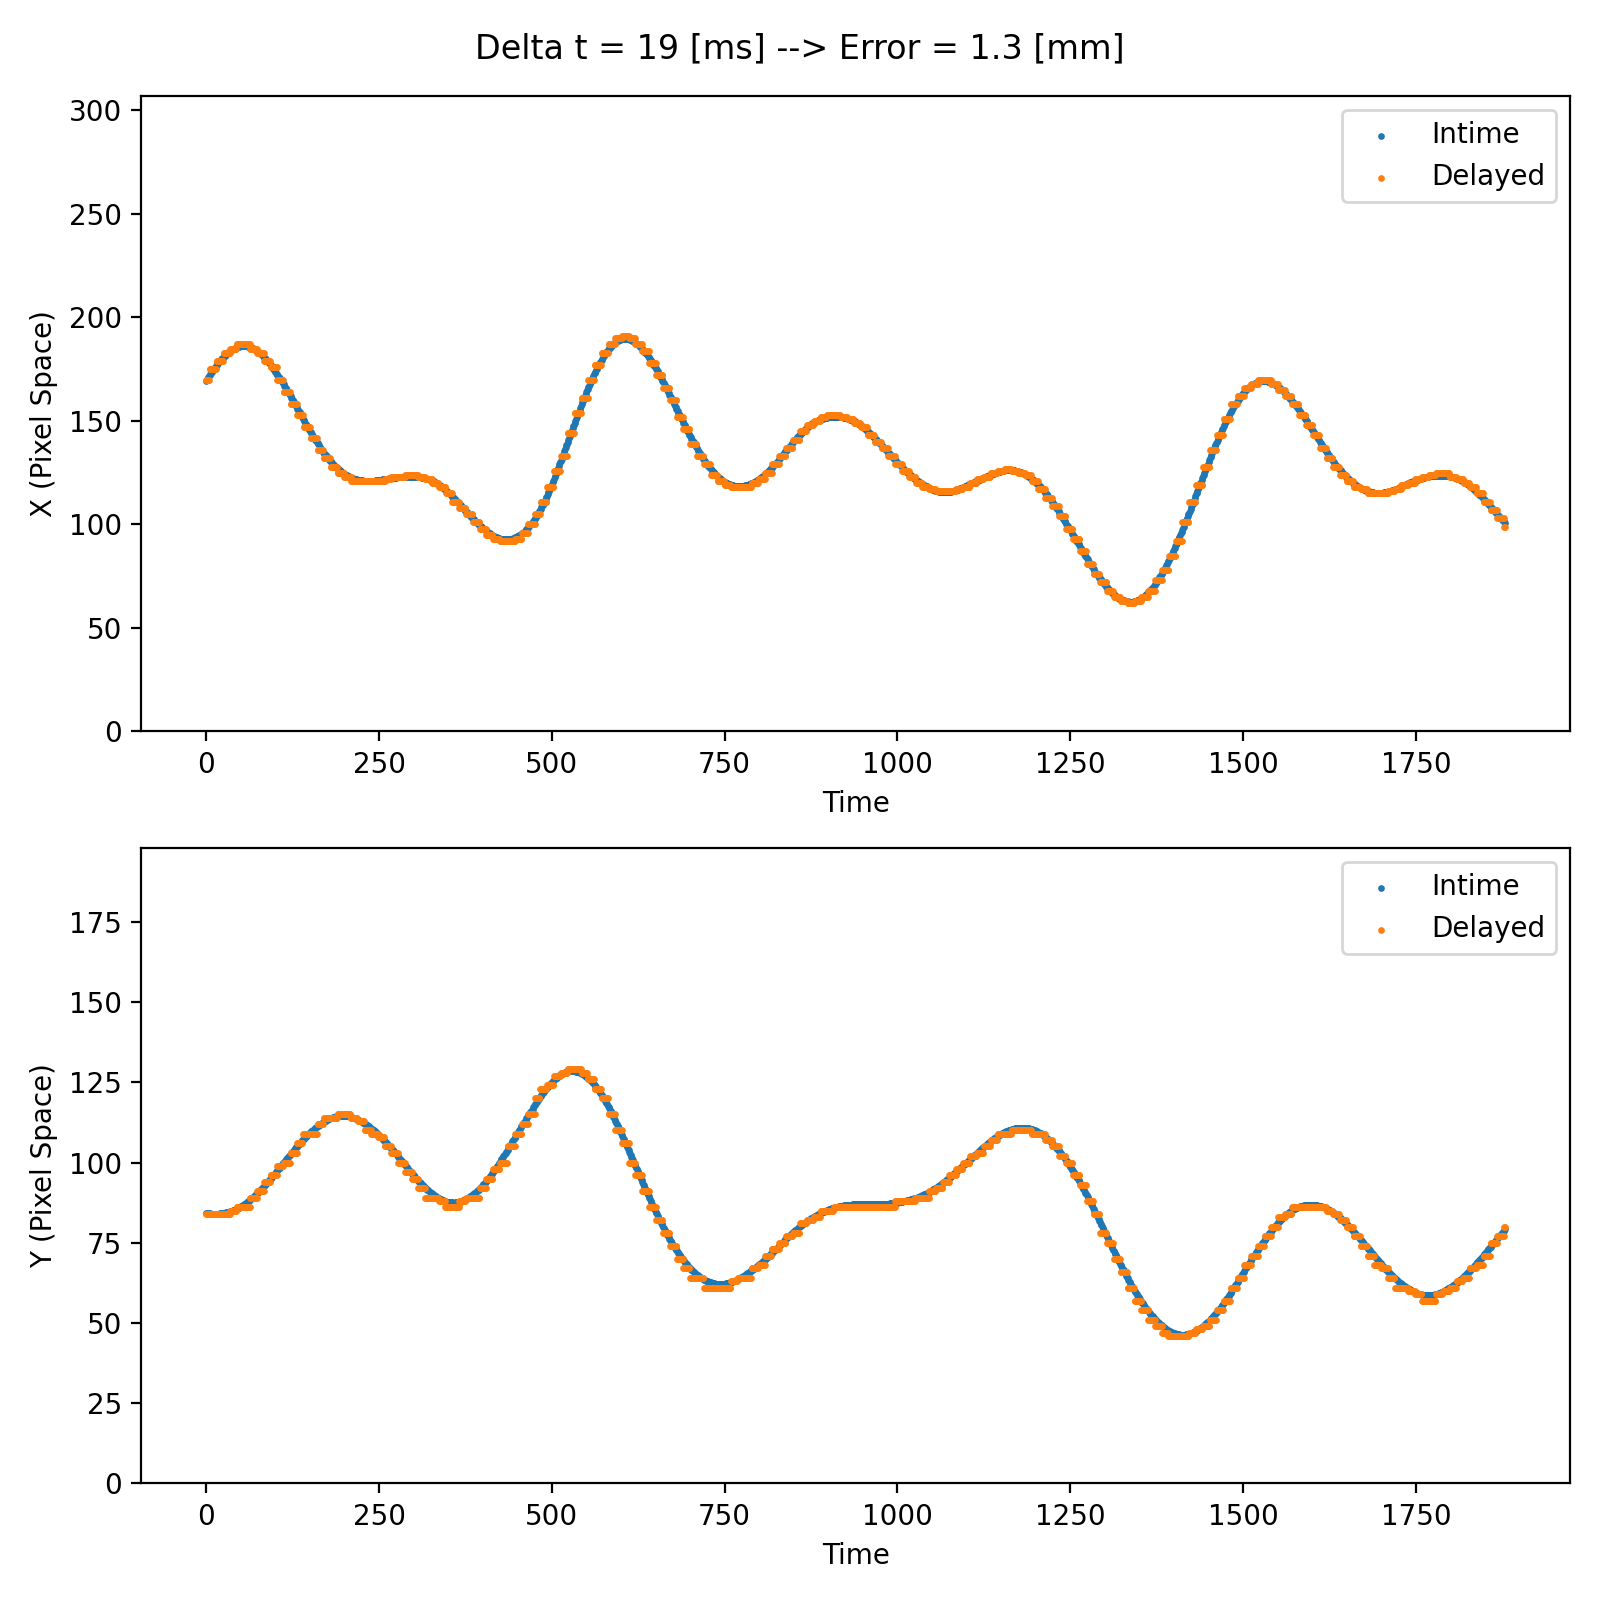 Delta t = 19 [ms] --> Error = 1.3 [mm]
300
250
200
150
100
50
0
X (Pixel Space)
Intime
Delayed
0 250 500 750 1000 1250 1500 1750
Time
175
150
125
100
75
50
25
0
Y (Pixel Space)
Intime
Delayed
0 250 500 750 1000 1250 1500 1750
Time